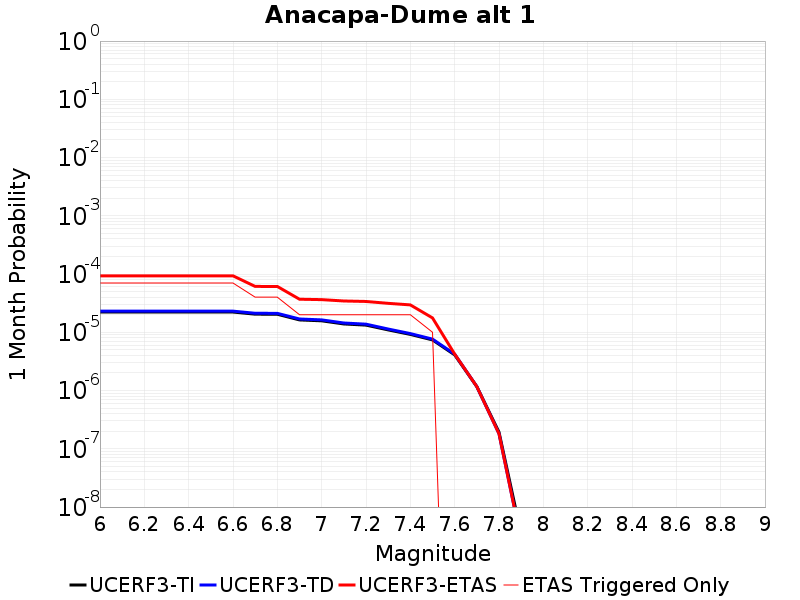 Anacapa-Dume alt 1
10^0
10^-1
10^-2
10^-3
10^-4
10^-5
10^-6
10^-7
10^-8
1 Month Probability
6 6.2 6.4 6.6 6.8 7 7.2 7.4 7.6 7.8 8 8.2 8.4 8.6 8.8 9
Magnitude
UCERF3-TI UCERF3-TD UCERF3-ETAS ETAS Triggered Only